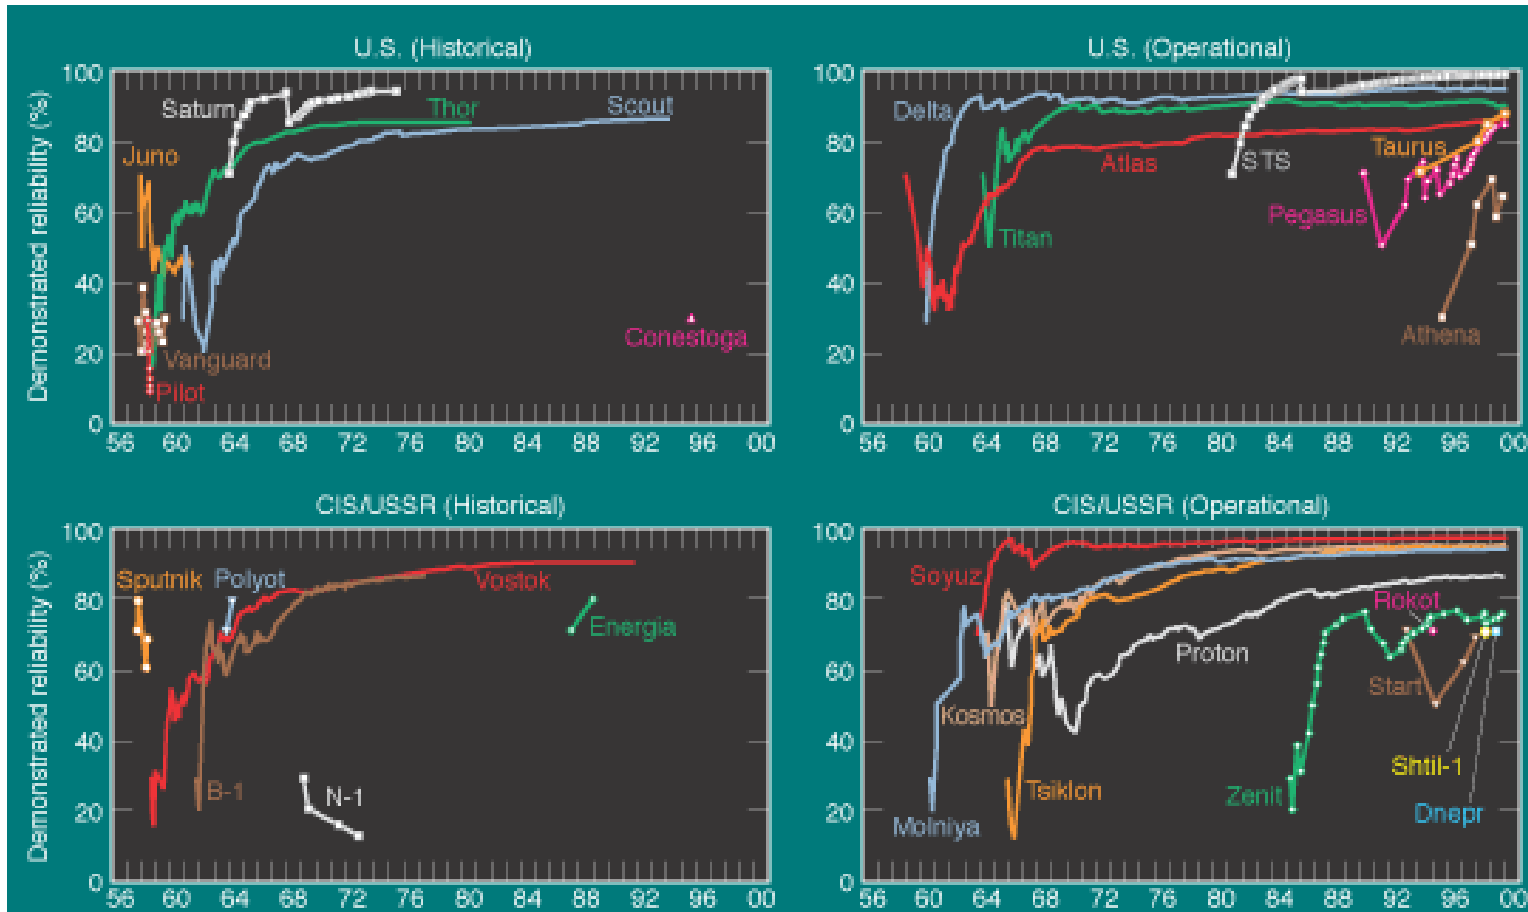 U.S. (Historical)
Demonstrated reliability (%)
100
80
60
40
20
0
Saturn
Thor
Scout
Juno
Vanguard
Pilot
Conestoga
56 60 64 68 72 76 80 84 88 92 96 00
U.S. (Operational)
100
80
60
40
20
0
Delta
Titan
Atlas
STS
Taurus
Pegasus
Athena
56 60 64 68 72 76 80 84 88 92 96 00
CIS/USSR (Historical)
Demonstrated reliability (%)
100
80
60
40
20
0
Sputnik
Polyot
Vostok
Energia
B-1
N-1
56 60 64 68 72 76 80 84 88 92 96 00
CIS/USSR (Operational)
100
80
60
40
20
0
Soyuz
Rokot
Proton
Start
Kosmos
Shtil-1
Tsiklon
Zenit
Dnepr
Molniya
56 60 64 68 72 76 80 84 88 92 96 00